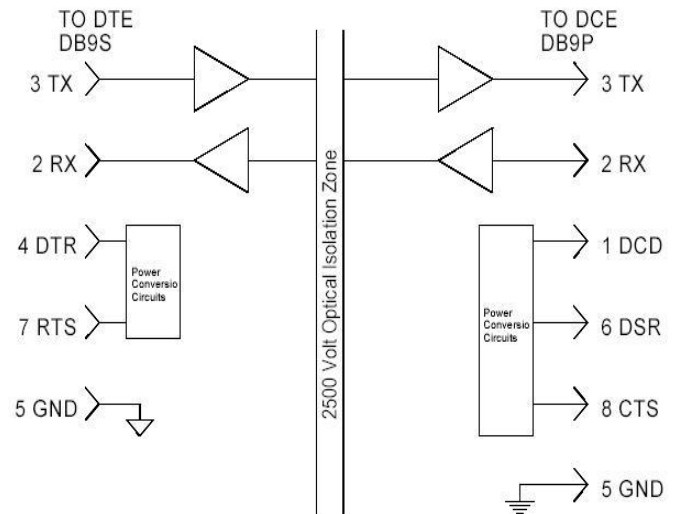 TO DTE
DB9S
3 TX
2 RX
4 DTR
7 RTS
5 GND
Power
Conversio
Circuits
2500 Volt Optical Isolation Zone
TO DCE
DB9P
3 TX
2 RX
1 DCD
6 DSR
8 CTS
5 GND
Power
Conversio
Circuits